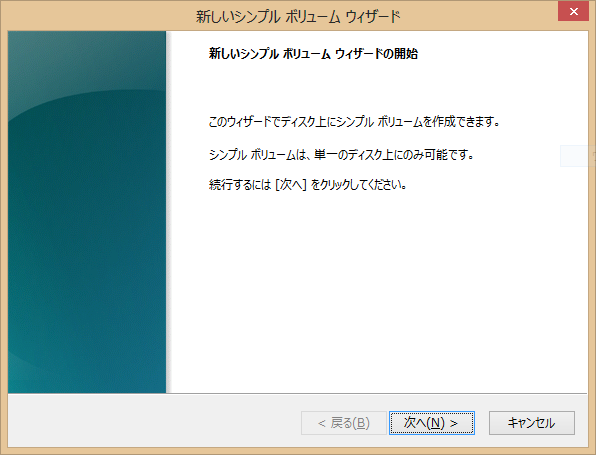 新しいシンプル ボリューム ウィザード
新しいシンプル ボリューム ウィザードの開始
このウィザードでディスク上にシンプル ボリュームを作成できます。
シンプル ボリュームは、単一のディスク上にのみ可能です。
続行するには [次へ] をクリックしてください。
< 戻る(B)
次へ(N) >
キャンセル